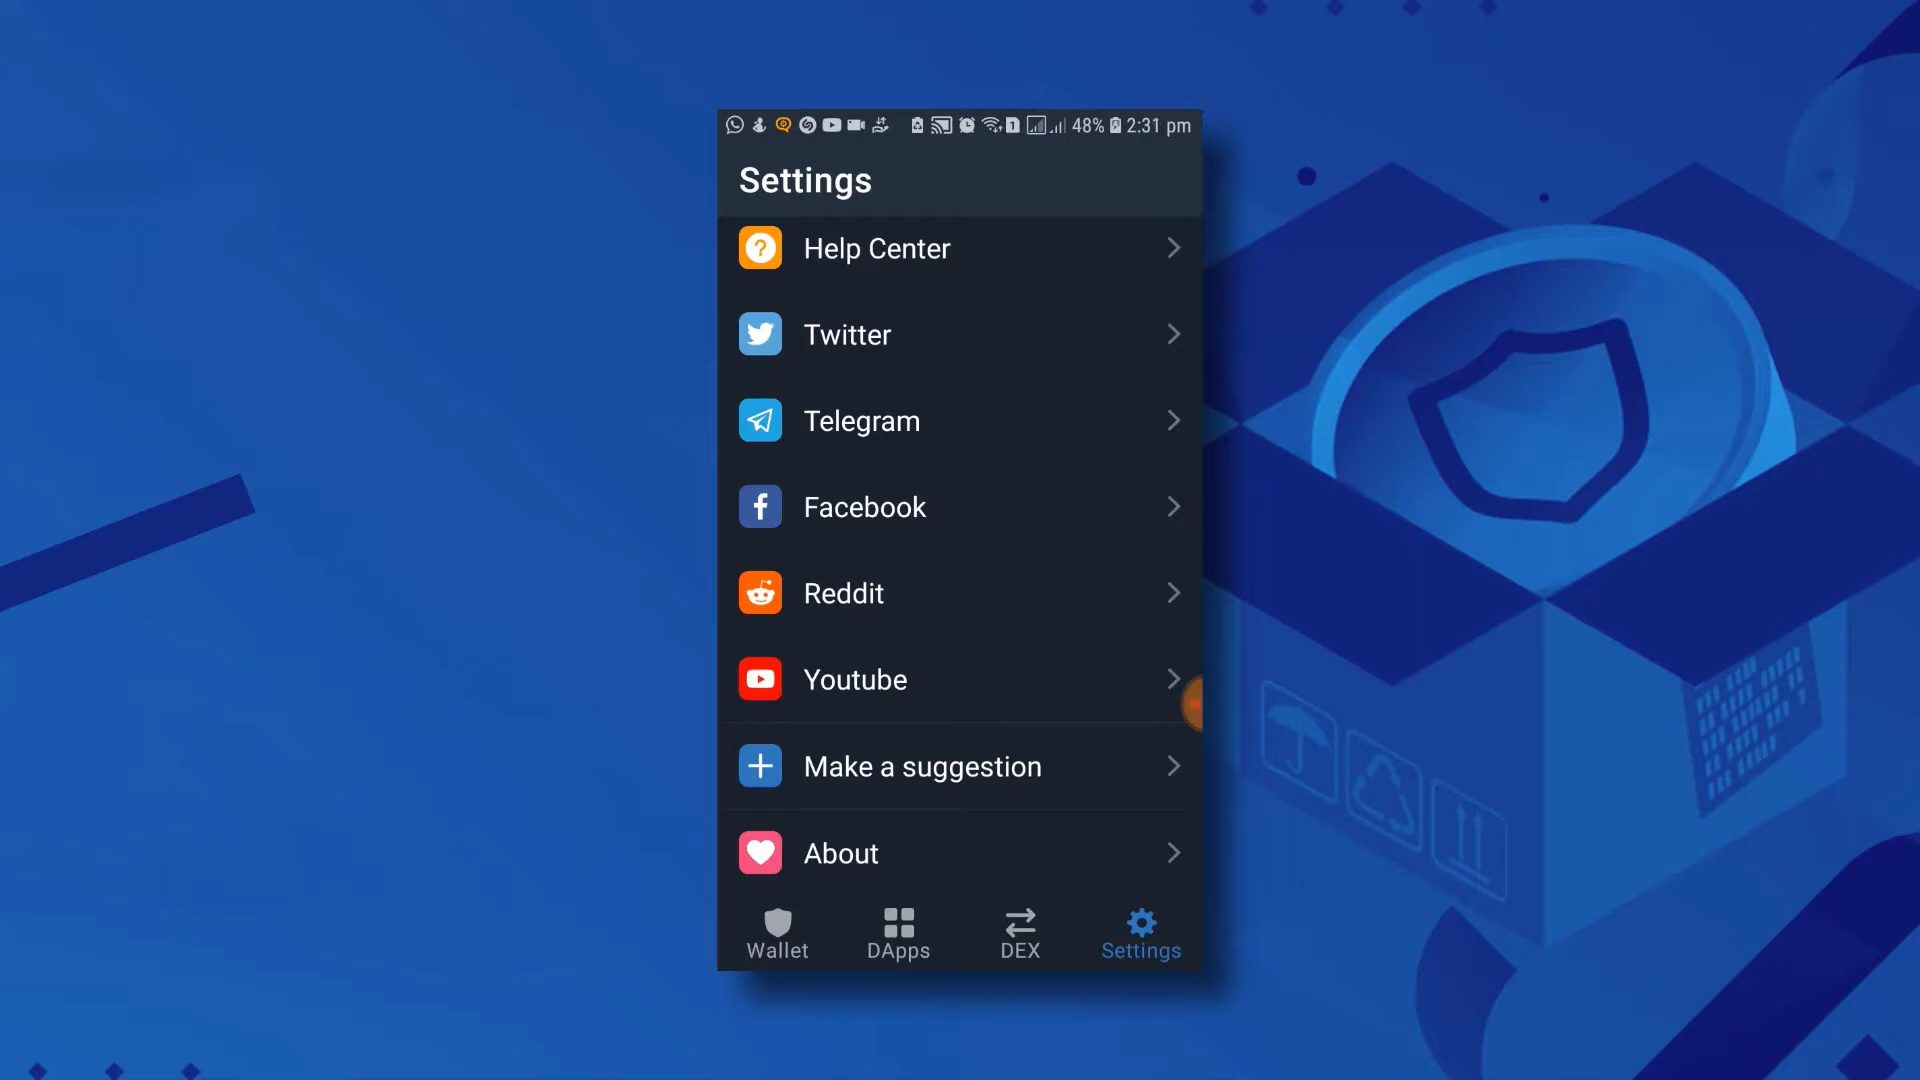 48% 2:31 pm
Settings
Help Center
Twitter
Telegram
Facebook
Reddit
Youtube
Make a suggestion
About
Wallet DApps DEX Settings